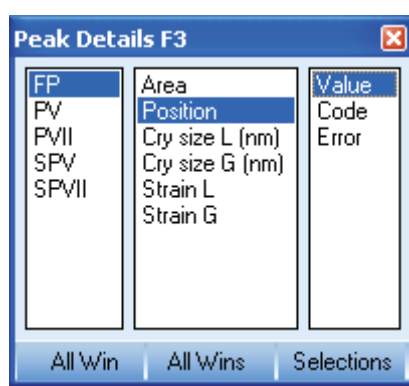 Peak Details F3
FP
PV
PVII
SPV
SPVII
Area
Position
Cry size L (nm)
Cry size G (nm)
Strain L
Strain G
Value
Code
Error
All Win
All Wins
Selections